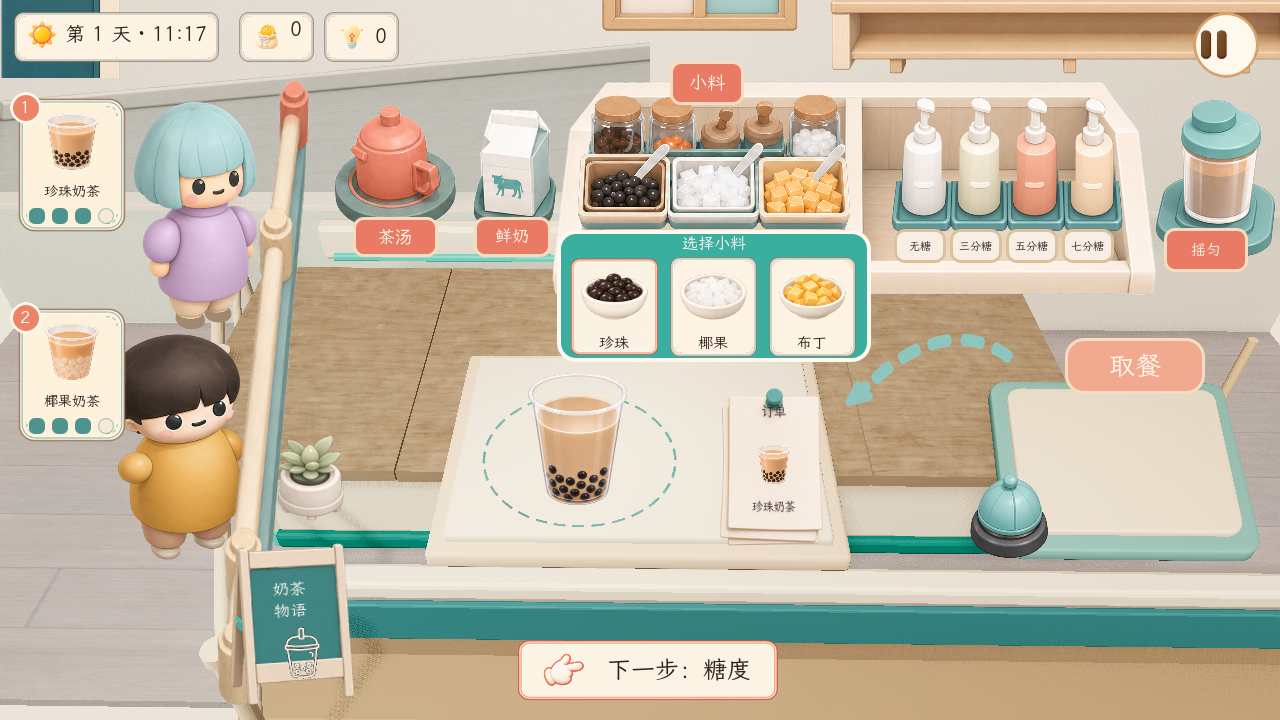 第 1 天・11:17
0
0
1
珍珠奶茶
2
椰果奶茶
小料
茶汤
鲜奶
选择小料
珍珠
椰果
布丁
无糖
三分糖
五分糖
七分糖
摇匀
取餐
订单
珍珠奶茶
奶茶
物语
下一步：糖度